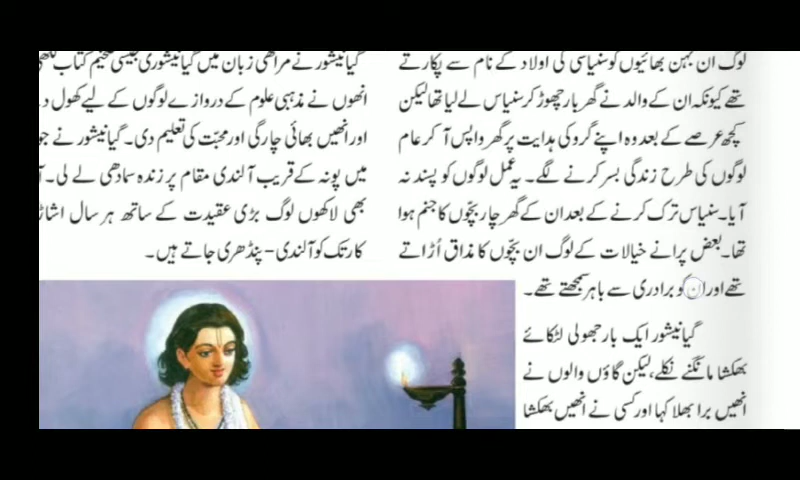 لوگ ان بہن بھائیوں کو سنیاسی کی اولاد کے نام سے پکارتے
تھے کیونکہ ان کے والد نے گھر بار چھوڑ کر سنیاس لے لیا تھا لیکن
کچھ عرصے کے بعد وہ اپنے گرو کی ہدایت پر گھر واپس آ کر عام
لوگوں کی طرح زندگی بسر کرنے لگے۔ یہ عمل لوگوں کو پسند نہ
آیا۔ سنیاس ترک کرنے کے بعد ان کے گھر چار بچّوں کا جنم ہوا
تھا۔ بعض پرانے خیالات کے لوگ ان بچّوں کا مذاق اُڑاتے
تھے اور ان کو برادری سے باہر سمجھتے تھے۔
گیانیشور ایک بار جھولی لٹکائے
بھکشا مانگنے نکلے، لیکن گاؤں والوں نے
انھیں برا بھلا کہا اور کسی نے انھیں بھکشا
گیانیشور نے مراٹھی زبان میں گیانیشوری جیسی ضخیم کتاب لکھی
انھوں نے مذہبی علوم کے دروازے لوگوں کے لیے کھول
اور انھیں بھائی چارگی اور محبّت کی تعلیم دی۔ گیانیشور نے
میں پونہ کے قریب آلندی مقام پر زندہ سمادھی لے لی۔
بھی لاکھوں لوگ بڑی عقیدت کے ساتھ ہر سال
کارتک کو آلندی - پنڈھری جاتے ہیں۔